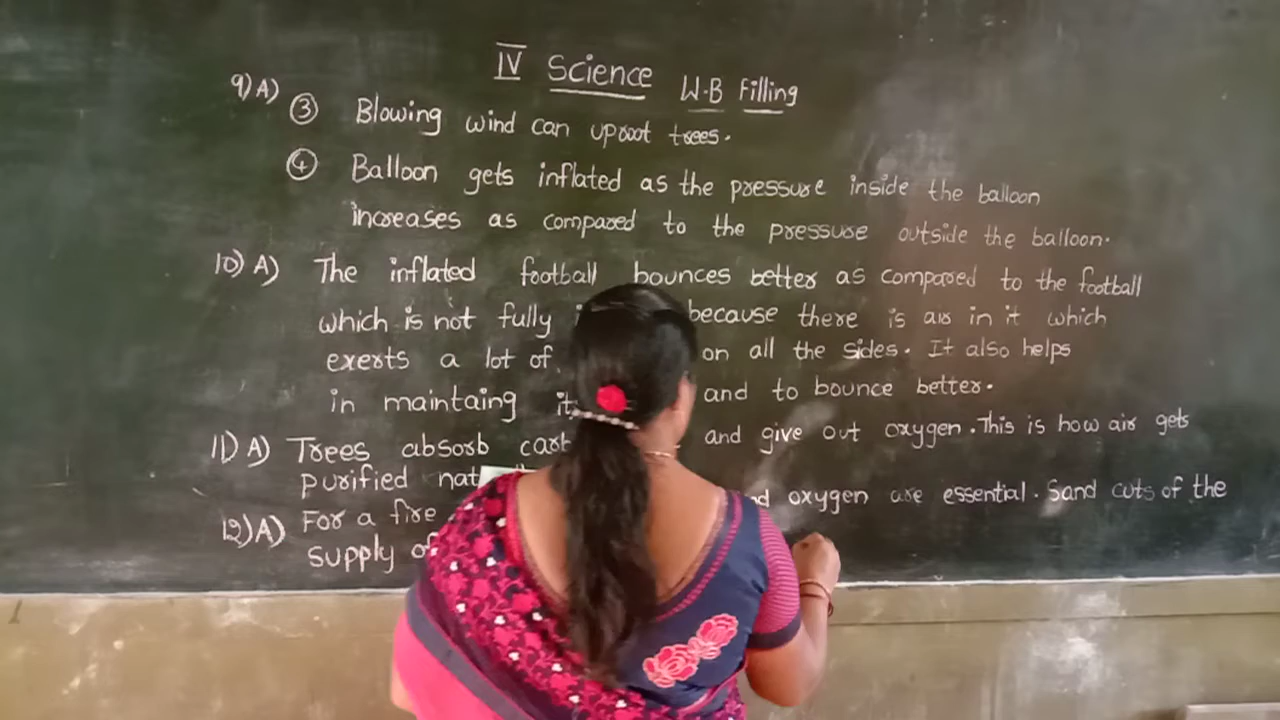 IV Science W-B Filling
9) A) ③ Blowing wind can uproot trees.
④ Balloon gets inflated as the pressure inside the balloon
increases as compared to the pressure outside the balloon.
10) A) The inflated football bounces better as compared to the football
which is not fully because there is air in it which
exerts a lot of on all the sides. It also helps
in maintaing and to bounce better.
11) A) Trees absorb and give out oxygen. This is how air gets
purified
12) A) For a fire oxygen are essential. Sand cuts of the
supply of